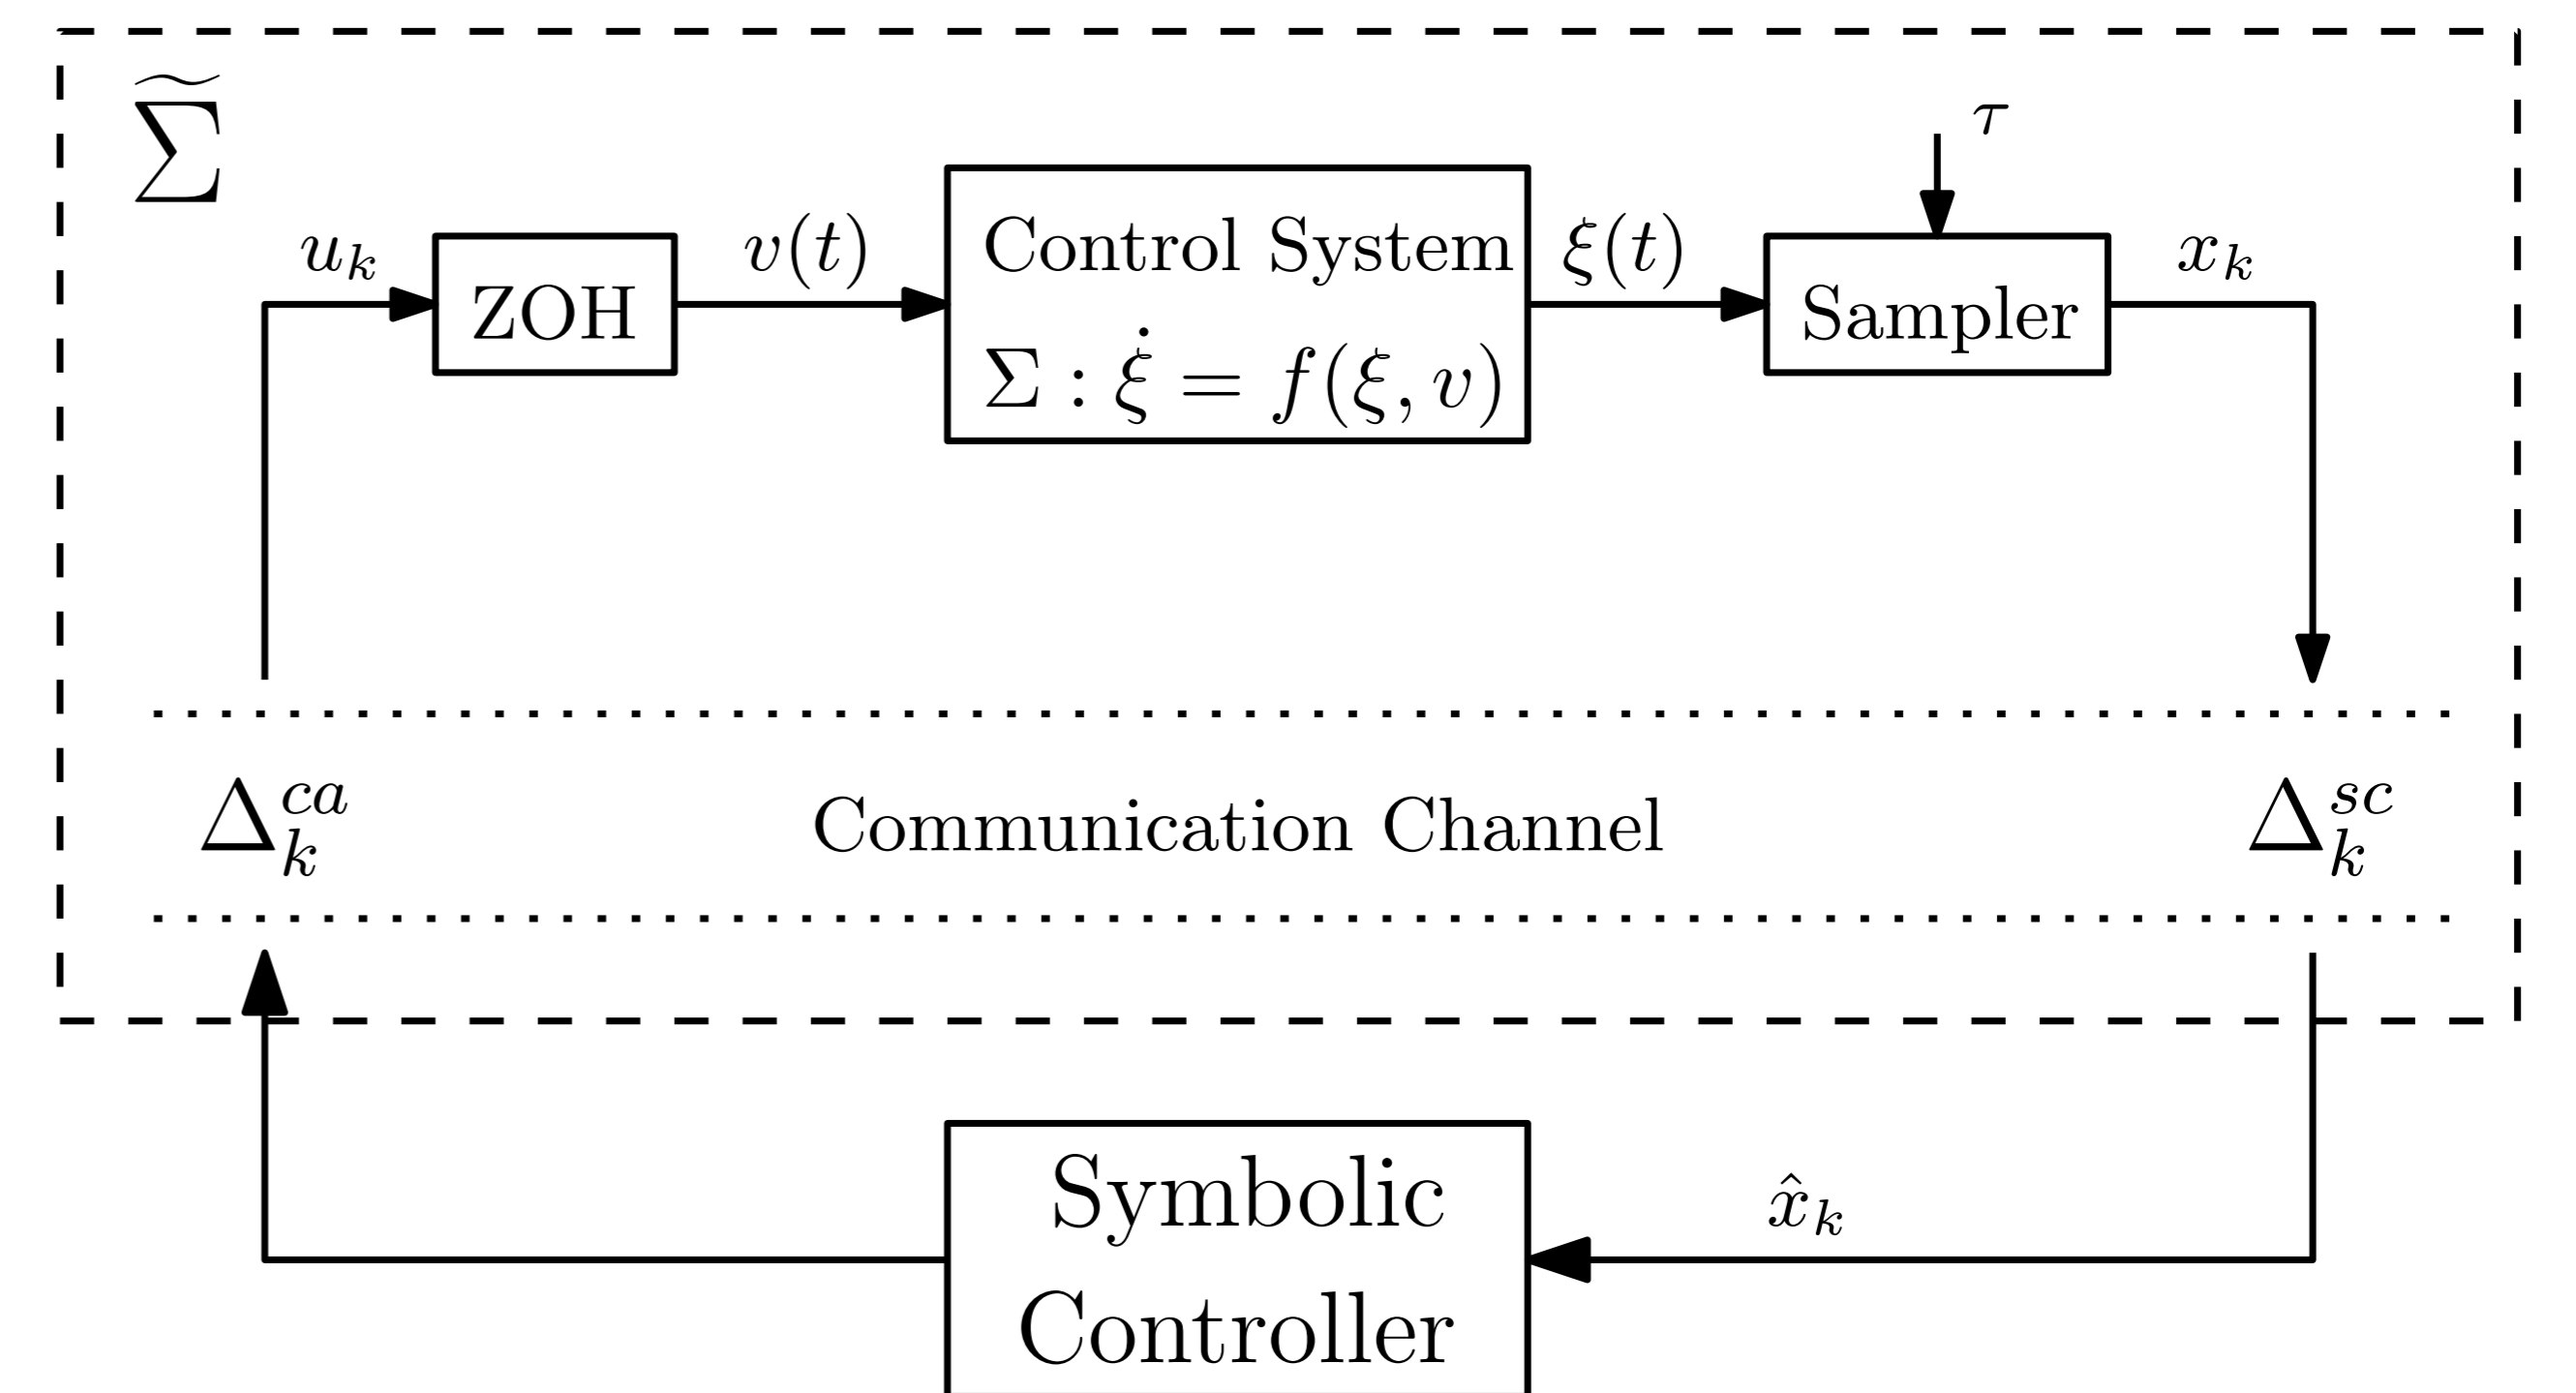 Σ̃
τ
u_k
v(t)
ξ(t)
x_k
ZOH
Control System
Σ : ξ̇ = f(ξ, v)
Sampler
Δ_k^{ca}
Communication Channel
Δ_k^{sc}
x̂_k
Symbolic
Controller